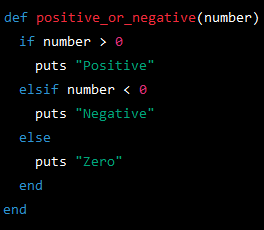 def positive_or_negative(number)
  if number > 0
    puts "Positive"
  elsif number < 0
    puts "Negative"
  else
    puts "Zero"
  end
end